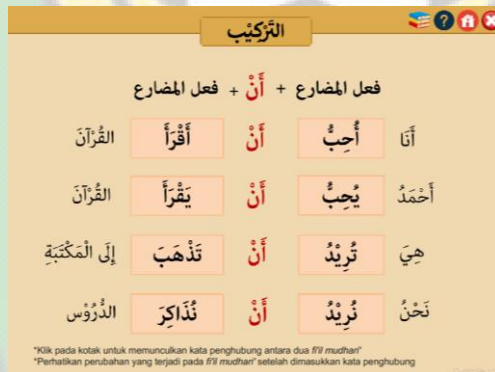 التَّرْكِيْب
فعل المضارع + أَنْ + فعل المضارع
أَنَا أُحِبُّ أَنْ أَقْرَأَ القُرْآنَ
أَحْمَدُ يُحِبُّ أَنْ يَقْرَأَ القُرْآنَ
هِيَ تُرِيْدُ أَنْ تَذْهَبَ إِلَى الْمَكْتَبَةِ
نَحْنُ نُرِيْدُ أَنْ نُذَاكِرَ الدُّرُوْس
*Klik pada kotak untuk memunculkan kata penghubung antara dua fi'il mudhari'
*Perhatikan perubahan yang terjadi pada fi'il mudhari' setelah dimasukkan kata penghubung